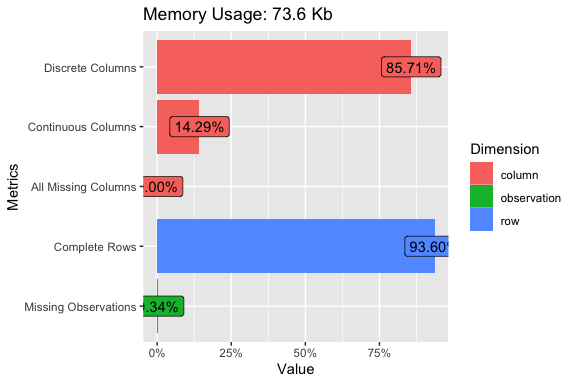 Memory Usage: 73.6 Kb
Metrics
Discrete Columns
85.71%
Continuous Columns
14.29%
All Missing Columns
.00%
Complete Rows
93.60
Missing Observations
.34%
0%
25%
50%
75%
Value
Dimension
column
observation
row